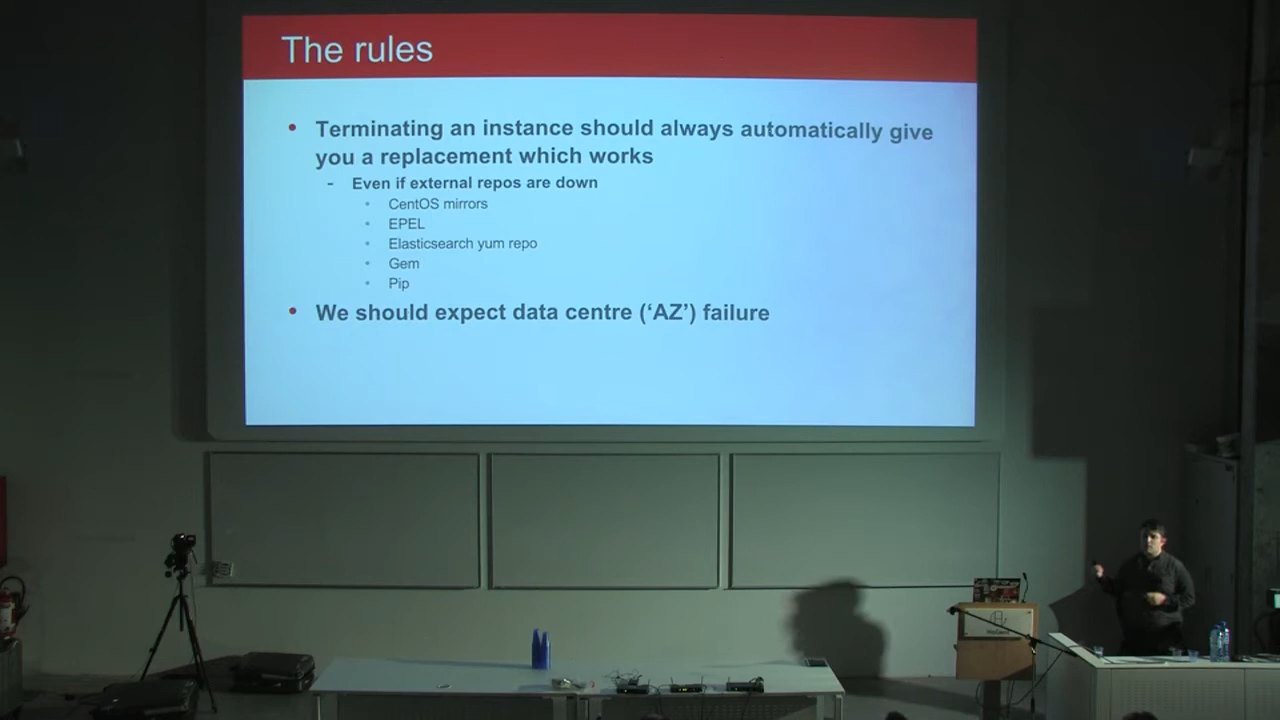 The rules
• Terminating an instance should always automatically give
you a replacement which works
- Even if external repos are down
• CentOS mirrors
• EPEL
• Elasticsearch yum repo
• Gem
• Pip
• We should expect data centre (‘AZ’) failure